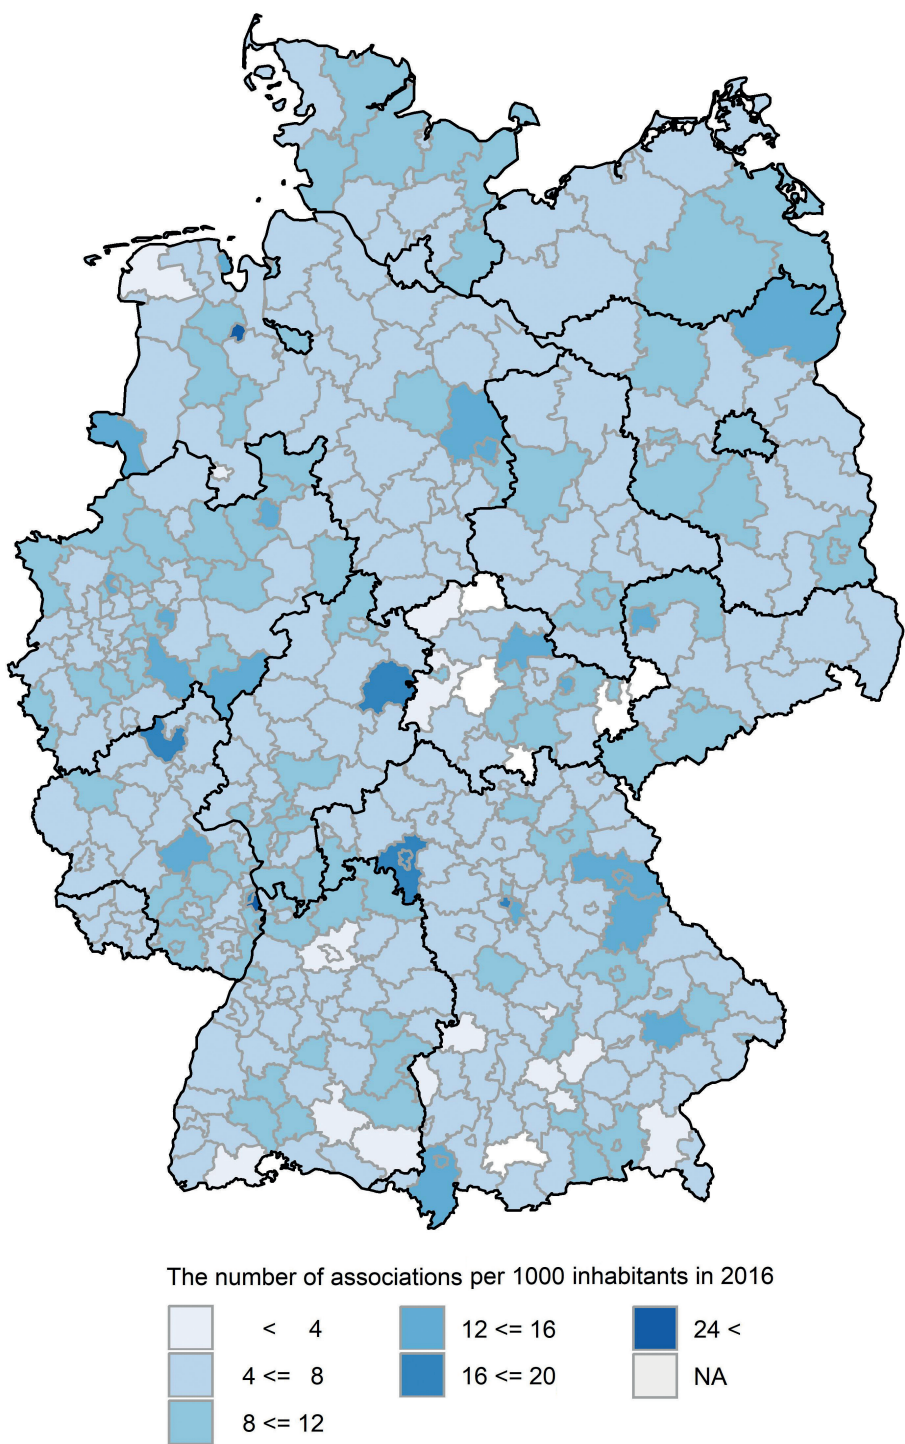 The number of associations per 1000 inhabitants in 2016
< 4
4 <= 8
8 <= 12
12 <= 16
16 <= 20
24 <
NA